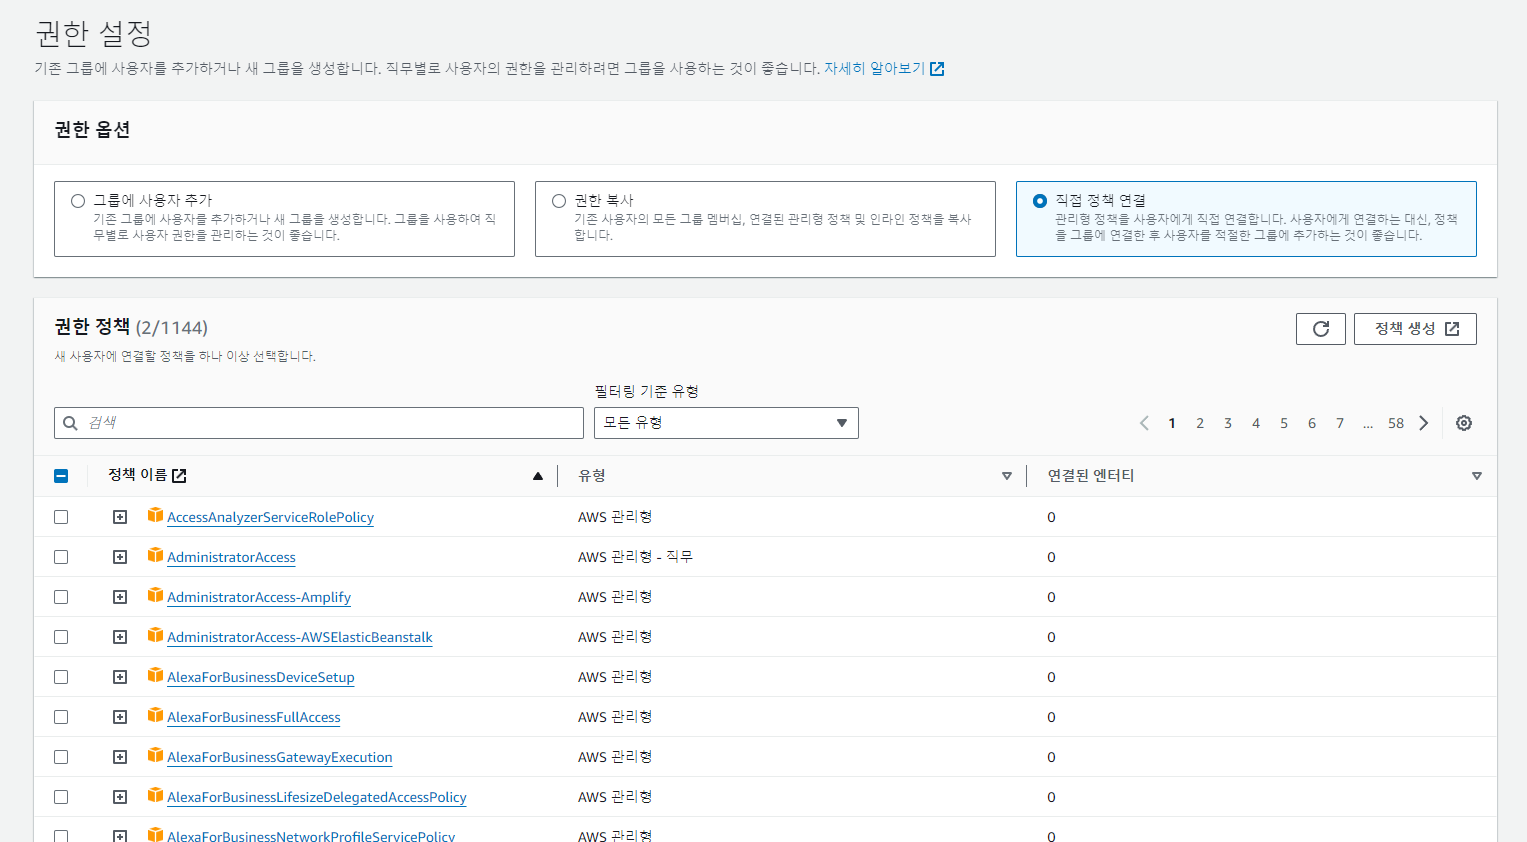 권한 설정
기존 그룹에 사용자를 추가하거나 새 그룹을 생성합니다. 직무별로 사용자의 권한을 관리하려면 그룹을 사용하는 것이 좋습니다. 자세히 알아보기
권한 옵션
그룹에 사용자 추가
기존 그룹에 사용자를 추가하거나 새 그룹을 생성합니다. 그룹을 사용하여 직
무별로 사용자 권한을 관리하는 것이 좋습니다.
권한 복사
기존 사용자의 모든 그룹 멤버십, 연결된 관리형 정책 및 인라인 정책을 복사
합니다.
직접 정책 연결
관리형 정책을 사용자에게 직접 연결합니다. 사용자에게 연결하는 대신, 정책
을 그룹에 연결한 후 사용자를 적절한 그룹에 추가하는 것이 좋습니다.
권한 정책 (2/1144)
정책 생성
새 사용자에 연결할 정책을 하나 이상 선택합니다.
필터링 기준 유형
검색
모든 유형
1 2 3 4 5 6 7 ... 58
정책 이름 유형 연결된 엔터티
AccessAnalyzerServiceRolePolicy AWS 관리형 0
AdministratorAccess AWS 관리형 - 직무 0
AdministratorAccess-Amplify AWS 관리형 0
AdministratorAccess-AWSElasticBeanstalk AWS 관리형 0
AlexaForBusinessDeviceSetup AWS 관리형 0
AlexaForBusinessFullAccess AWS 관리형 0
AlexaForBusinessGatewayExecution AWS 관리형 0
AlexaForBusinessLifesizeDelegatedAccessPolicy AWS 관리형 0
AlexaForBusinessNetworkProfileServicePolicy AWS 관리형 0